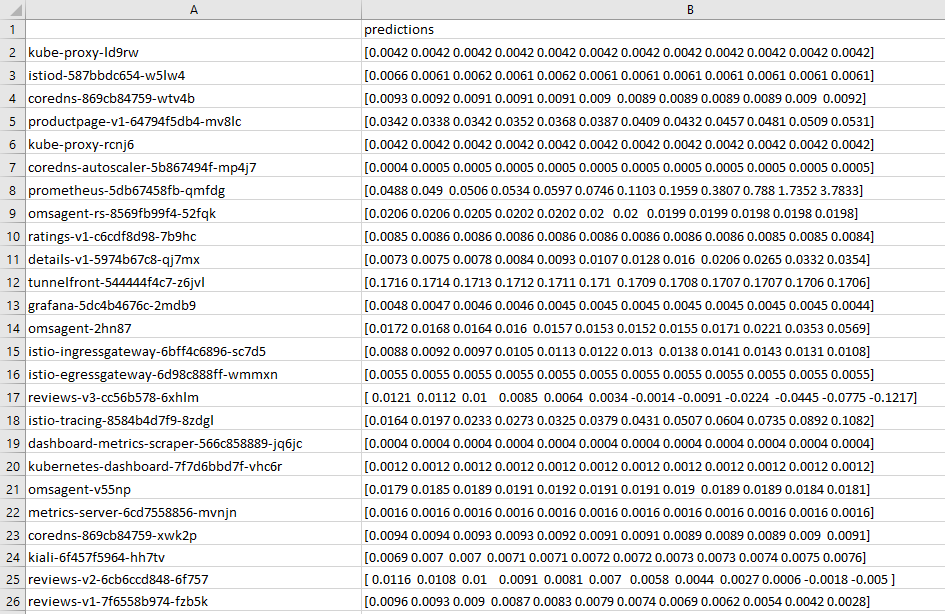 A B
1 predictions
2 kube-proxy-ld9rw [0.0042 0.0042 0.0042 0.0042 0.0042 0.0042 0.0042 0.0042 0.0042 0.0042 0.0042 0.0042]
3 istiod-587bbdc654-w5lw4 [0.0066 0.0061 0.0062 0.0061 0.0062 0.0061 0.0061 0.0061 0.0061 0.0061 0.0061 0.0061]
4 coredns-869cb84759-wtv4b [0.0093 0.0092 0.0091 0.0091 0.0091 0.009 0.0089 0.0089 0.0089 0.0089 0.009 0.0092]
5 productpage-v1-64794f5db4-mv8lc [0.0342 0.0338 0.0342 0.0352 0.0368 0.0387 0.0409 0.0432 0.0457 0.0481 0.0509 0.0531]
6 kube-proxy-rcnj6 [0.0042 0.0042 0.0042 0.0042 0.0042 0.0042 0.0042 0.0042 0.0042 0.0042 0.0042 0.0042]
7 coredns-autoscaler-5b867494f-mp4j7 [0.0004 0.0005 0.0005 0.0005 0.0005 0.0005 0.0005 0.0005 0.0005 0.0005 0.0005 0.0005]
8 prometheus-5db67458fb-qmfdg [0.0488 0.049 0.0506 0.0534 0.0597 0.0746 0.1103 0.1959 0.3807 0.788 1.7352 3.7833]
9 omsagent-rs-8569fb99f4-52fqk [0.0206 0.0206 0.0205 0.0202 0.0202 0.02 0.02 0.0199 0.0199 0.0198 0.0198 0.0198]
10 ratings-v1-c6cdf8d98-7b9hc [0.0085 0.0086 0.0086 0.0086 0.0086 0.0086 0.0086 0.0086 0.0086 0.0085 0.0085 0.0084]
11 details-v1-5974b67c8-qj7mx [0.0073 0.0075 0.0078 0.0084 0.0093 0.0107 0.0128 0.016 0.0206 0.0265 0.0332 0.0354]
12 tunnelfront-544444f4c7-z6jvl [0.1716 0.1714 0.1713 0.1712 0.1711 0.171 0.1709 0.1708 0.1707 0.1707 0.1706 0.1706]
13 grafana-5dc4b4676c-2mdb9 [0.0048 0.0047 0.0046 0.0046 0.0045 0.0045 0.0045 0.0045 0.0045 0.0045 0.0045 0.0044]
14 omsagent-2hn87 [0.0172 0.0168 0.0164 0.016 0.0157 0.0153 0.0152 0.0155 0.0171 0.0221 0.0353 0.0569]
15 istio-ingressgateway-6bff4c6896-sc7d5 [0.0088 0.0092 0.0097 0.0105 0.0113 0.0122 0.013 0.0138 0.0141 0.0143 0.0131 0.0108]
16 istio-egressgateway-6d98c888ff-wmmxn [0.0055 0.0055 0.0055 0.0055 0.0055 0.0055 0.0055 0.0055 0.0055 0.0055 0.0055 0.0055]
17 reviews-v3-cc56b578-6xhlm [ 0.0121 0.0112 0.01 0.0085 0.0064 0.0034 -0.0014 -0.0091 -0.0224 -0.0445 -0.0775 -0.1217]
18 istio-tracing-8584b4d7f9-8zdgl [0.0164 0.0197 0.0233 0.0273 0.0325 0.0379 0.0431 0.0507 0.0604 0.0735 0.0892 0.1082]
19 dashboard-metrics-scraper-566c858889-jq6jc [0.0004 0.0004 0.0004 0.0004 0.0004 0.0004 0.0004 0.0004 0.0004 0.0004 0.0004 0.0004]
20 kubernetes-dashboard-7f7d6bbd7f-vhc6r [0.0012 0.0012 0.0012 0.0012 0.0012 0.0012 0.0012 0.0012 0.0012 0.0012 0.0012 0.0012]
21 omsagent-v55np [0.0179 0.0185 0.0189 0.0191 0.0192 0.0191 0.0191 0.019 0.0189 0.0189 0.0184 0.0181]
22 metrics-server-6cd7558856-mvnjn [0.0016 0.0016 0.0016 0.0016 0.0016 0.0016 0.0016 0.0016 0.0016 0.0016 0.0016 0.0016]
23 coredns-869cb84759-xwk2p [0.0094 0.0094 0.0093 0.0093 0.0092 0.0091 0.0091 0.0089 0.0089 0.0089 0.009 0.0091]
24 kiali-6f457f5964-hh7tv [0.0069 0.007 0.007 0.0071 0.0071 0.0072 0.0072 0.0073 0.0073 0.0074 0.0075 0.0076]
25 reviews-v2-6cb6ccd848-6f757 [ 0.0116 0.0108 0.01 0.0091 0.0081 0.007 0.0058 0.0044 0.0027 0.0006 -0.0018 -0.005 ]
26 reviews-v1-7f6558b974-fzb5k [0.0096 0.0093 0.009 0.0087 0.0083 0.0079 0.0074 0.0069 0.0062 0.0054 0.0042 0.0028]